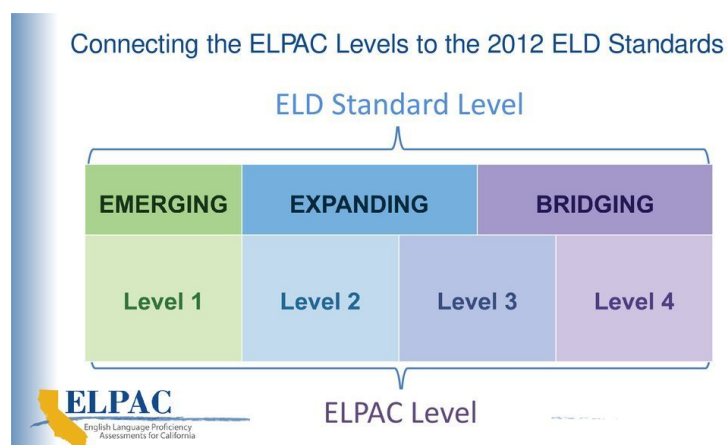 Connecting the ELPAC Levels to the 2012 ELD Standards
ELD Standard Level
EMERGING EXPANDING BRIDGING
Level 1 Level 2 Level 3 Level 4
ELPAC Level
ELPAC
English Language Proficiency
Assessments for California